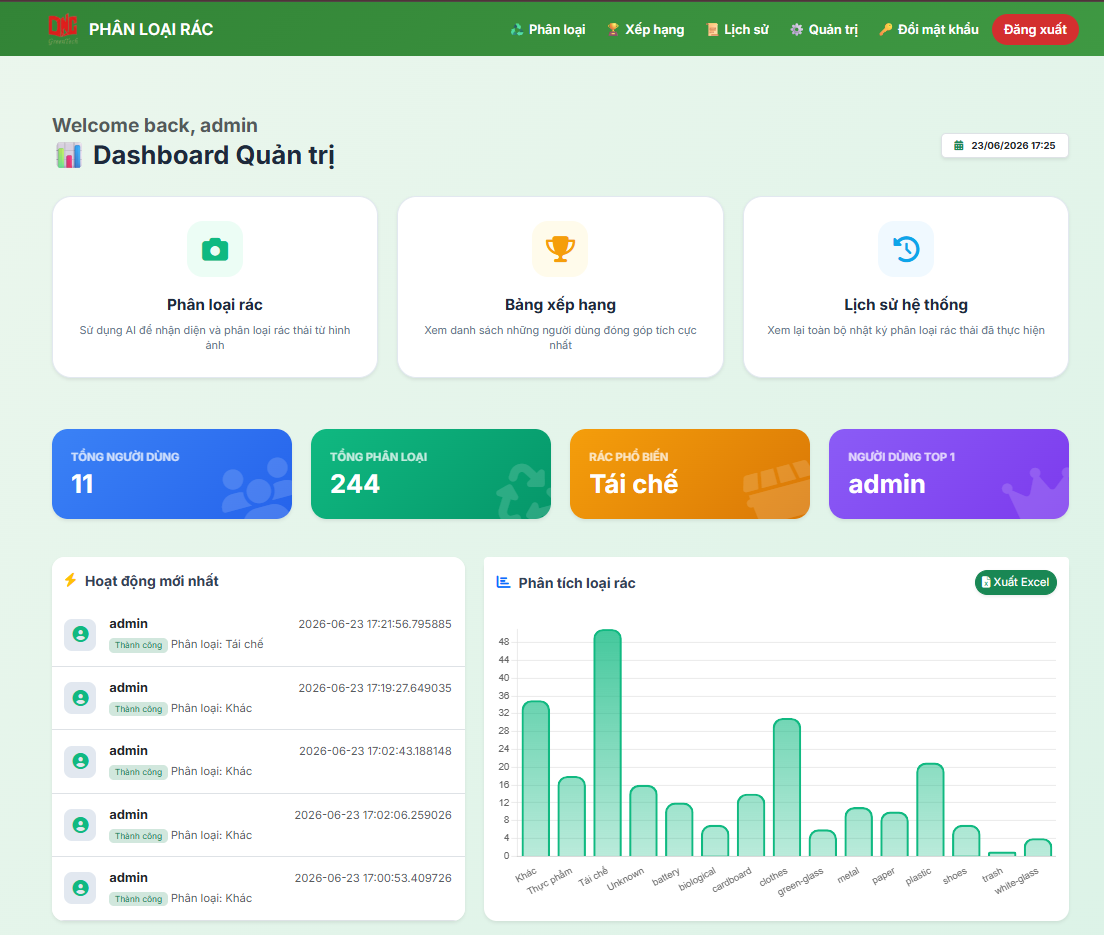 PHÂN LOẠI RÁC
Phân loại
Xếp hạng
Lịch sử
Quản trị
Đổi mật khẩu
Đăng xuất
Welcome back, admin
Dashboard Quản trị
23/06/2026 17:25
Phân loại rác
Sử dụng AI để nhận diện và phân loại rác thải từ hình
ảnh
Bảng xếp hạng
Xem danh sách những người dùng đóng góp tích cực
nhất
Lịch sử hệ thống
Xem lại toàn bộ nhật ký phân loại rác thải đã thực hiện
TỔNG NGƯỜI DÙNG
11
TỔNG PHÂN LOẠI
244
RÁC PHỔ BIẾN
Tái chế
NGƯỜI DÙNG TOP 1
admin
Hoạt động mới nhất
admin
2026-06-23 17:21:56.795885
Thành công Phân loại: Tái chế
admin
2026-06-23 17:19:27.649035
Thành công Phân loại: Khác
admin
2026-06-23 17:02:43.188148
Thành công Phân loại: Khác
admin
2026-06-23 17:02:06.259026
Thành công Phân loại: Khác
admin
2026-06-23 17:00:53.409726
Thành công Phân loại: Khác
Phân tích loại rác
Xuất Excel
48
44
40
36
32
28
24
20
16
12
8
4
0
Khác
Thực phẩm
Tái chế
Unknown
battery
biological
cardboard
clothes
green-glass
metal
paper
plastic
shoes
trash
white-glass